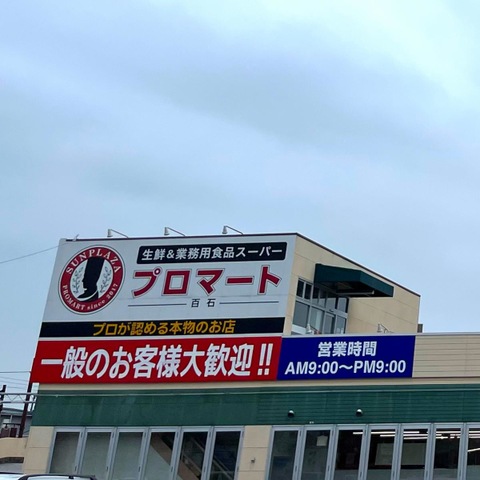 生鮮&業務用食品スーパー
SUNPLAZA
PROMART since 2017
プロマート
百石
プロが認める本物のお店
一般のお客様大歓迎!!
営業時間
AM9:00〜PM9:00